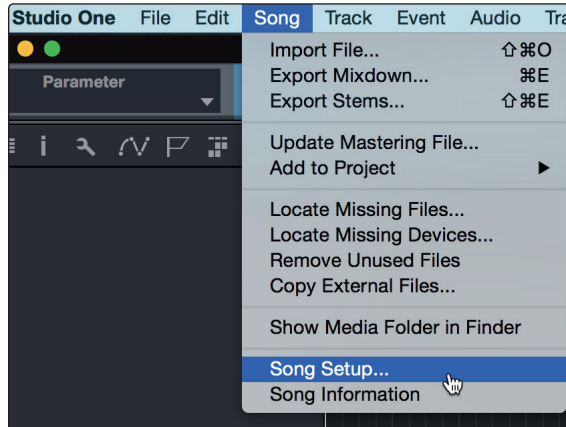 Studio One File Edit Song Track Event Audio Tra
Parameter
Import File... ⇧⌘O
Export Mixdown... ⌘E
Export Stems... ⇧⌘E
Update Mastering File...
Add to Project
Locate Missing Files...
Locate Missing Devices...
Remove Unused Files
Copy External Files...
Show Media Folder in Finder
Song Setup...
Song Information